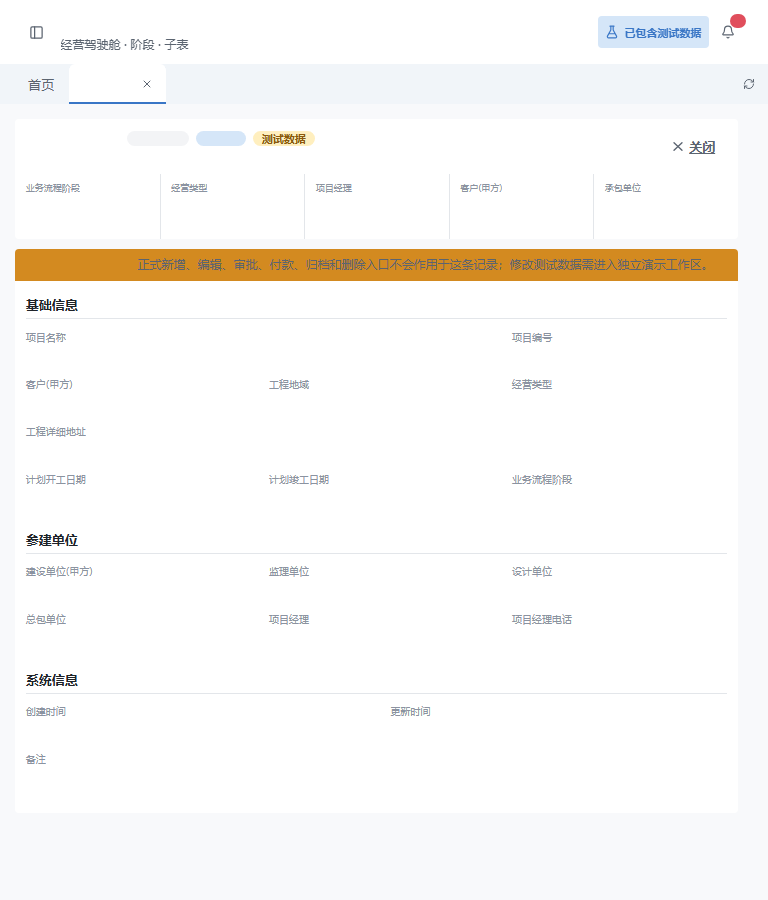 经营驾驶舱 · 阶段 · 子表
已包含测试数据
首页
测试数据
关闭
业务流程阶段 经营类型 项目经理 客户(甲方) 承包单位
正式新增、编辑、审批、付款、归档和删除入口不会作用于这条记录；修改测试数据需进入独立演示工作区。
基础信息
项目名称 项目编号
客户(甲方) 工程地域 经营类型
工程详细地址
计划开工日期 计划竣工日期 业务流程阶段
参建单位
建设单位(甲方) 监理单位 设计单位
总包单位 项目经理 项目经理电话
系统信息
创建时间 更新时间
备注